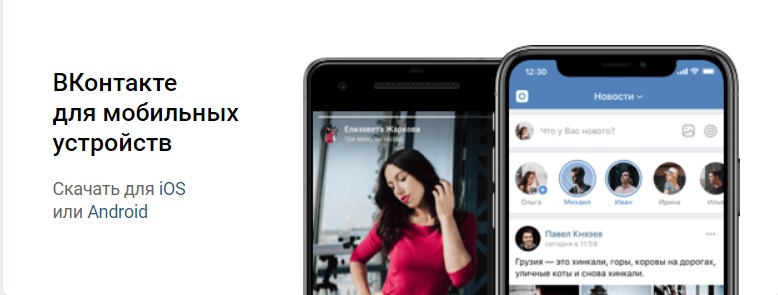 ВКонтакте
для мобильных
устройств
Скачать для iOS
или Android
Елизавета Жаркова
три минуты назад
12:30
Новости
Что у Вас нового?
Ольга
Михаил
Иван
Ирина
Илья
Павел Князев
сегодня в 11:59
Грузия — это хинкали, горы, коровы на дорогах,
уличные коты и снова хинкали.